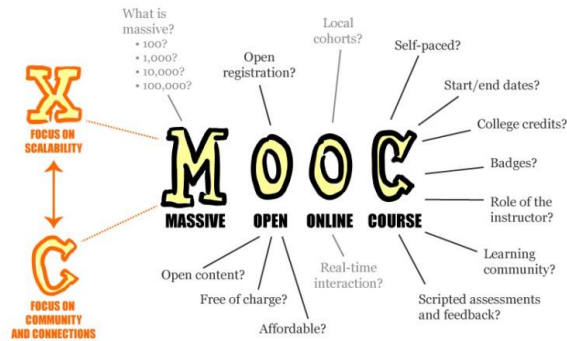 What is
massive?
• 100?
• 1,000?
• 10,000?
• 100,000?
Open
registration?
Local
cohorts?
Self-paced?
Start/end dates?
College credits?
Badges?
Role of the
instructor?
Learning
community?
Scripted assessments
and feedback?
X
FOCUS ON
SCALABILITY
C
FOCUS ON
COMMUNITY
AND CONNECTIONS
MOOC
MASSIVE OPEN ONLINE COURSE
Open content?
Free of charge?
Affordable?
Real-time
interaction?